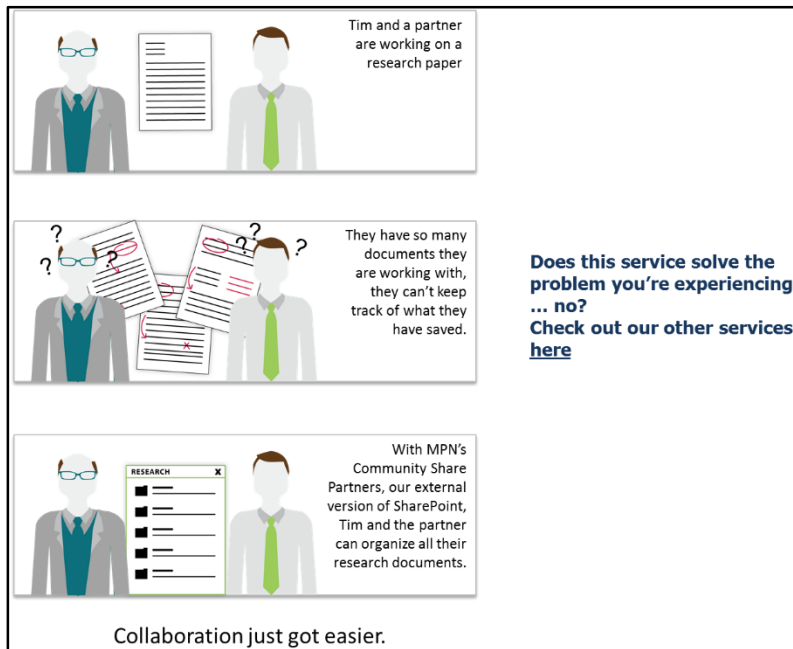 Tim and a partner
are working on a
research paper
? ? ? ? ? ?
They have so many
documents they
are working with,
they can't keep
track of what they
have saved.
x
Does this service solve the
problem you're experiencing
... no?
Check out our other services
here
RESEARCH X
With MPN's
Community Share
Partners, our external
version of SharePoint,
Tim and the partner
can organize all their
research documents.
Collaboration just got easier.